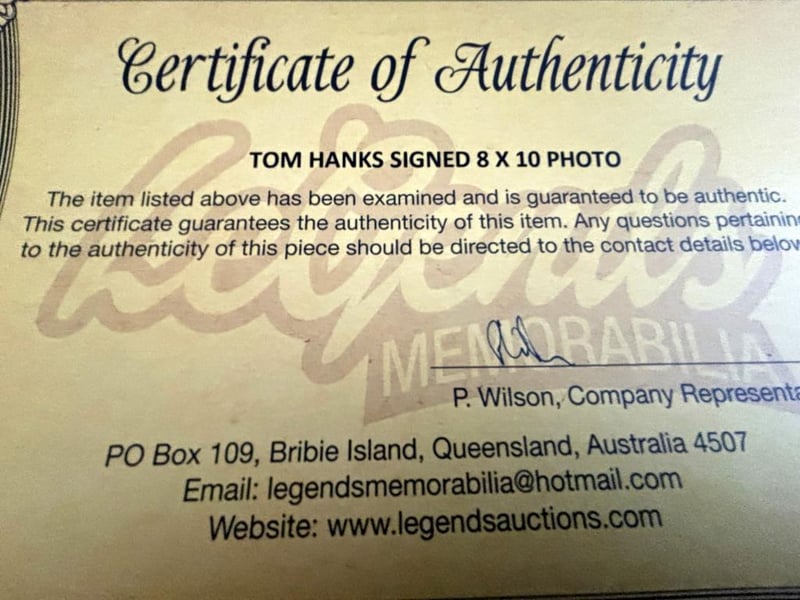 Certificate of Authenticity
TOM HANKS SIGNED 8 X 10 PHOTO
The item listed above has been examined and is guaranteed to be authentic.
This certificate guarantees the authenticity of this item. Any questions pertainin
to the authenticity of this piece should be directed to the contact details below
Legends
MEMORABILIA
P. Wilson, Company Representa
PO Box 109, Bribie Island, Queensland, Australia 4507
Email: legendsmemorabilia@hotmail.com
Website: www.legendsauctions.com